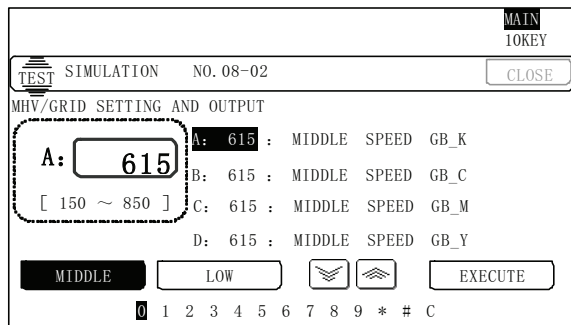 MAIN
10KEY
TEST SIMULATION NO.08-02 CLOSE
MHV/GRID SETTING AND OUTPUT
A: 615
[ 150 ~ 850 ]
A: 615 : MIDDLE SPEED GB_K
B: 615 : MIDDLE SPEED GB_C
C: 615 : MIDDLE SPEED GB_M
D: 615 : MIDDLE SPEED GB_Y
MIDDLE LOW EXECUTE
0 1 2 3 4 5 6 7 8 9 * # C